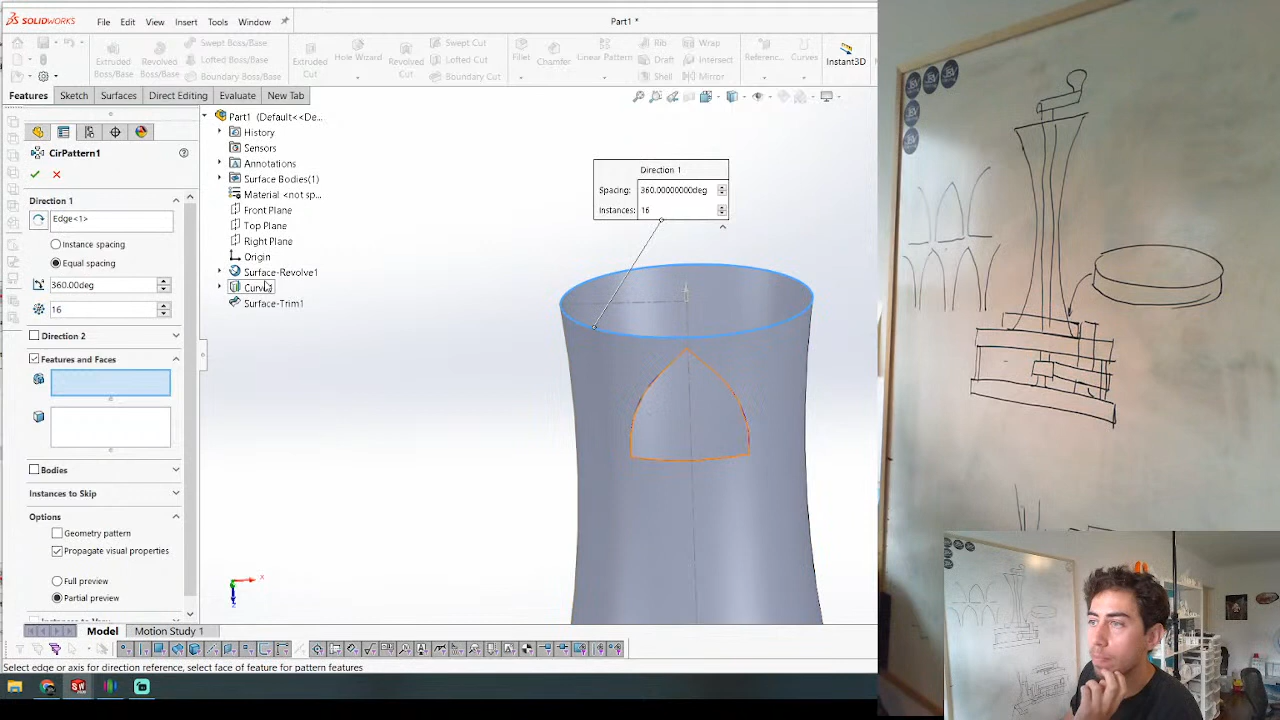 SOLIDWORKS File Edit View Insert Tools Window Part1 *
Extruded Boss/Base
Revolved Boss/Base
Swept Boss/Base
Lofted Boss/Base
Boundary Boss/Base
Extruded Cut
Hole Wizard
Revolved Cut
Swept Cut
Lofted Cut
Boundary Cut
Fillet
Chamfer
Linear Pattern
Rib
Draft
Shell
Wrap
Intersect
Mirror
Referenc...
Curves
Instant3D
Features Sketch Surfaces Direct Editing Evaluate New Tab
CirPattern1
Direction 1
Edge<1>
Instance spacing
Equal spacing
360.00deg
16
Direction 2
Features and Faces
Bodies
Instances to Skip
Options
Geometry pattern
Propagate visual properties
Full preview
Partial preview
Part1 (Default<<De...
History
Sensors
Annotations
Surface Bodies(1)
Material <not sp...
Front Plane
Top Plane
Right Plane
Origin
Surface-Revolve1
Surface-Trim1
Direction 1
Spacing: 360.00000000deg
Instances: 16
x
Model Motion Study 1
Select edge or axis for direction reference, select face of feature for pattern features